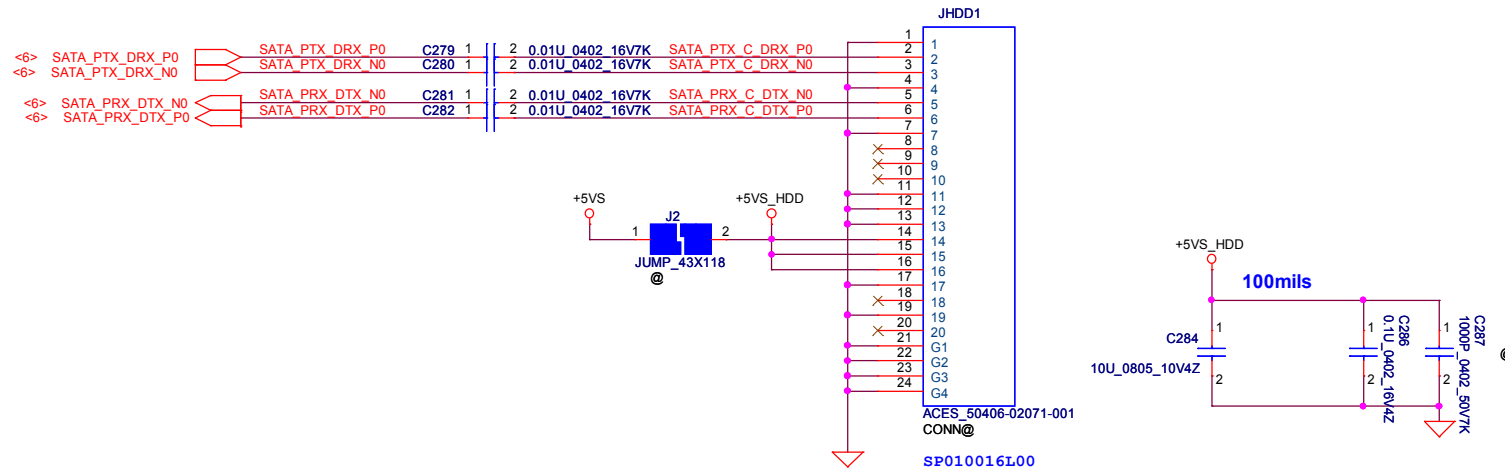 JHDD1
<6> SATA_PTX_DRX_P0 SATA_PTX_DRX_P0 C279 1 2 0.01U_0402_16V7K SATA_PTX_C_DRX_P0
<6> SATA_PTX_DRX_N0 SATA_PTX_DRX_N0 C280 1 2 0.01U_0402_16V7K SATA_PTX_C_DRX_N0
<6> SATA_PRX_DTX_N0 SATA_PRX_DTX_N0 C281 1 2 0.01U_0402_16V7K SATA_PRX_C_DTX_N0
<6> SATA_PRX_DTX_P0 SATA_PRX_DTX_P0 C282 1 2 0.01U_0402_16V7K SATA_PRX_C_DTX_P0
1 1
2 2
3 3
4 4
5 5
6 6
7 7
8 8
9 9
10 10
11 11
12 12
13 13
14 14
15 15
16 16
17 17
18 18
19 19
20 20
21 G1
22 G2
23 G3
24 G4
ACES_50406-02071-001
CONN@
SP010016L00
+5VS
J2
+5VS_HDD
1 2
JUMP_43X118
@
+5VS_HDD
100mils
C284
1
2
10U_0805_10V4Z
C286
0.1U_0402_16V4Z
1
2
C287
1000P_0402_50V7K
1
2